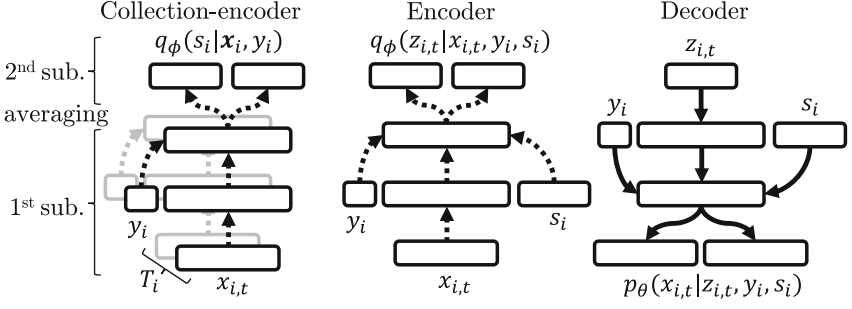 Collection-encoder Encoder Decoder
qϕ(si|𝒙i, yi) qϕ(zi,t|xi,t, yi, si) zi,t
2nd sub.
averaging yi si
1st sub.
yi yi si
Ti xi,t xi,t pθ(xi,t|zi,t, yi, si)